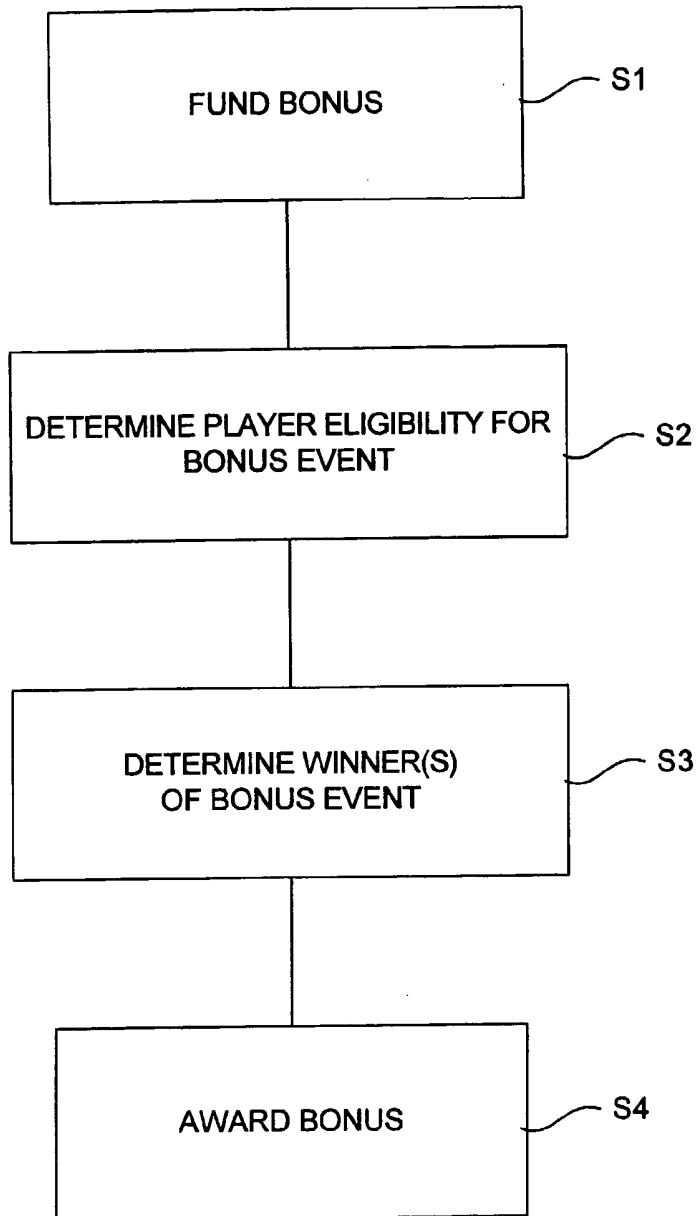 FUND BONUS
S1
DETERMINE PLAYER ELIGIBILITY FOR
BONUS EVENT
S2
DETERMINE WINNER(S)
OF BONUS EVENT
S3
AWARD BONUS
S4